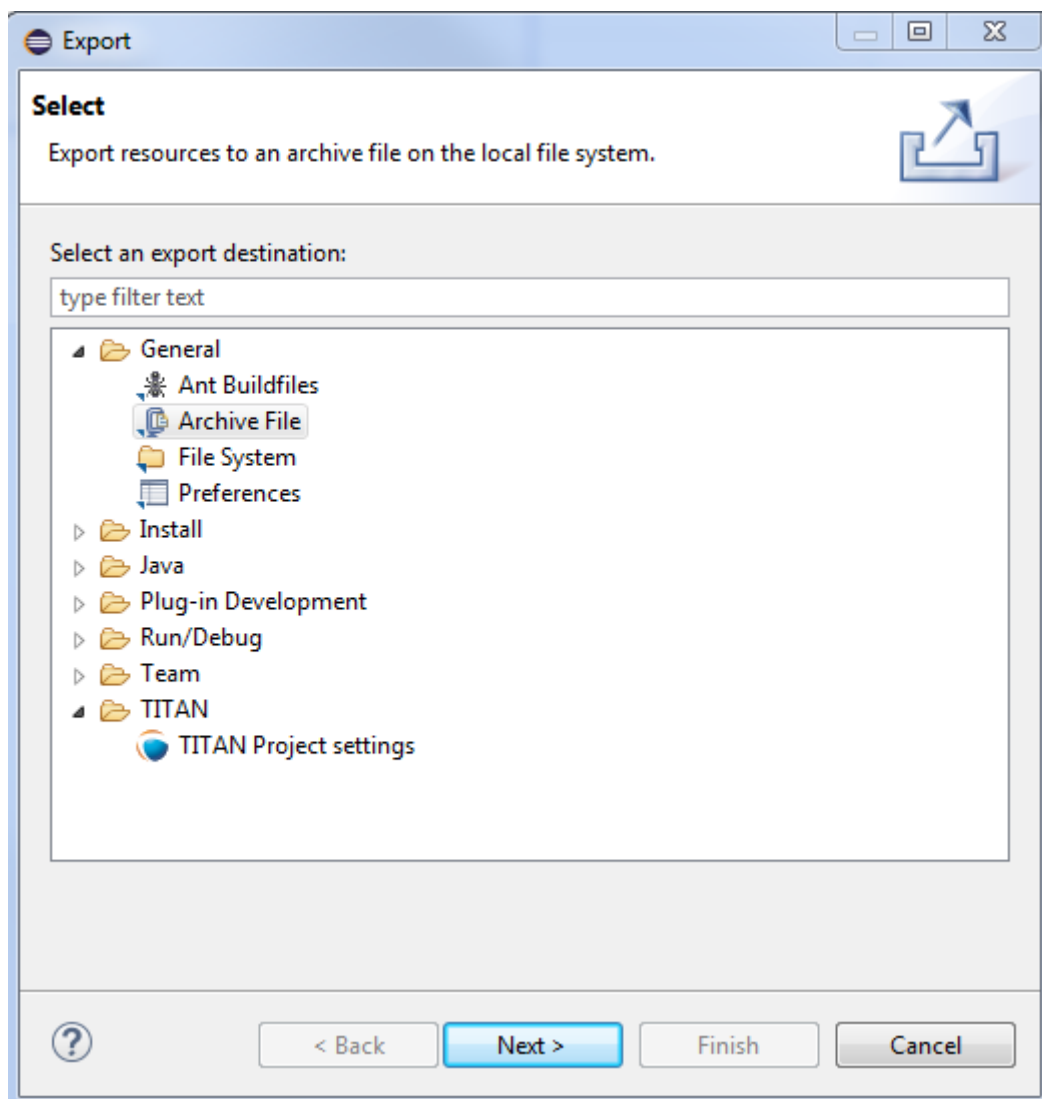 Export
Select
Export resources to an archive file on the local file system.
Select an export destination:
type filter text
General
Ant Buildfiles
Archive File
File System
Preferences
Install
Java
Plug-in Development
Run/Debug
Team
TITAN
TITAN Project settings
?
< Back Next > Finish Cancel